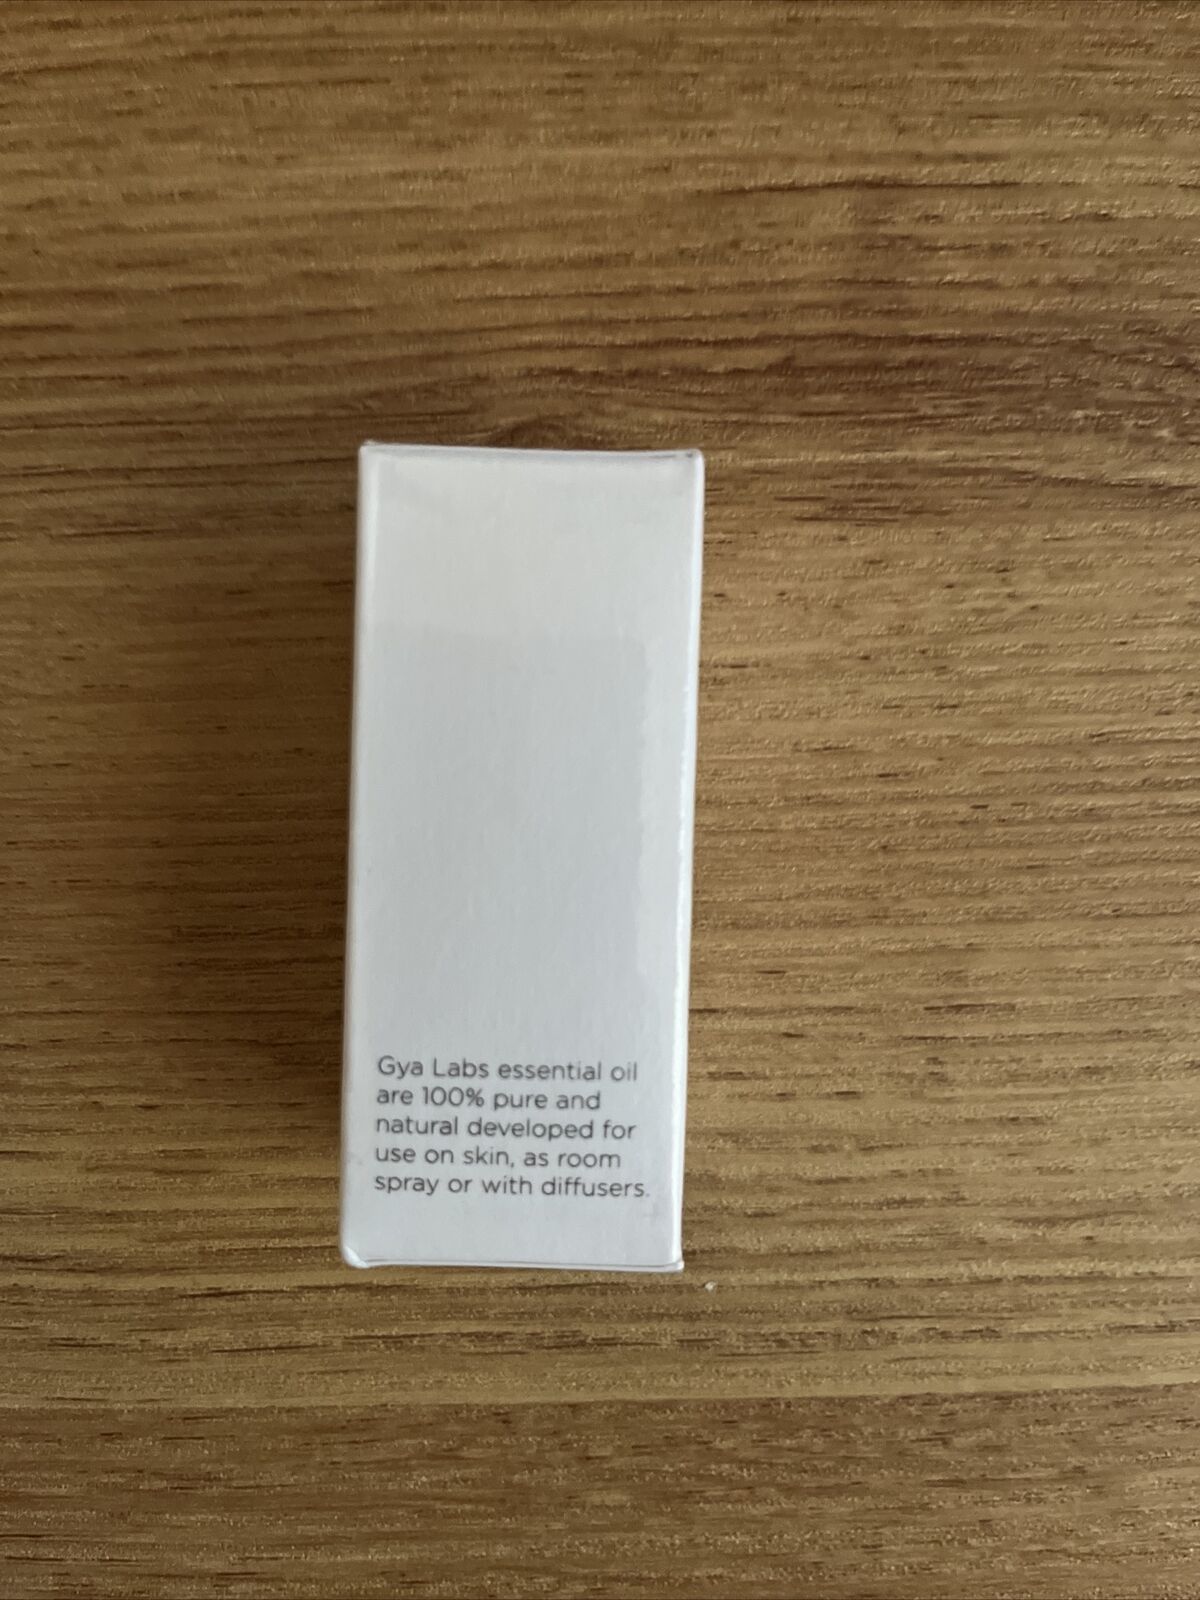 Gya Labs essential oil
are 100% pure and
natural developed for
use on skin, as room
spray or with diffusers.